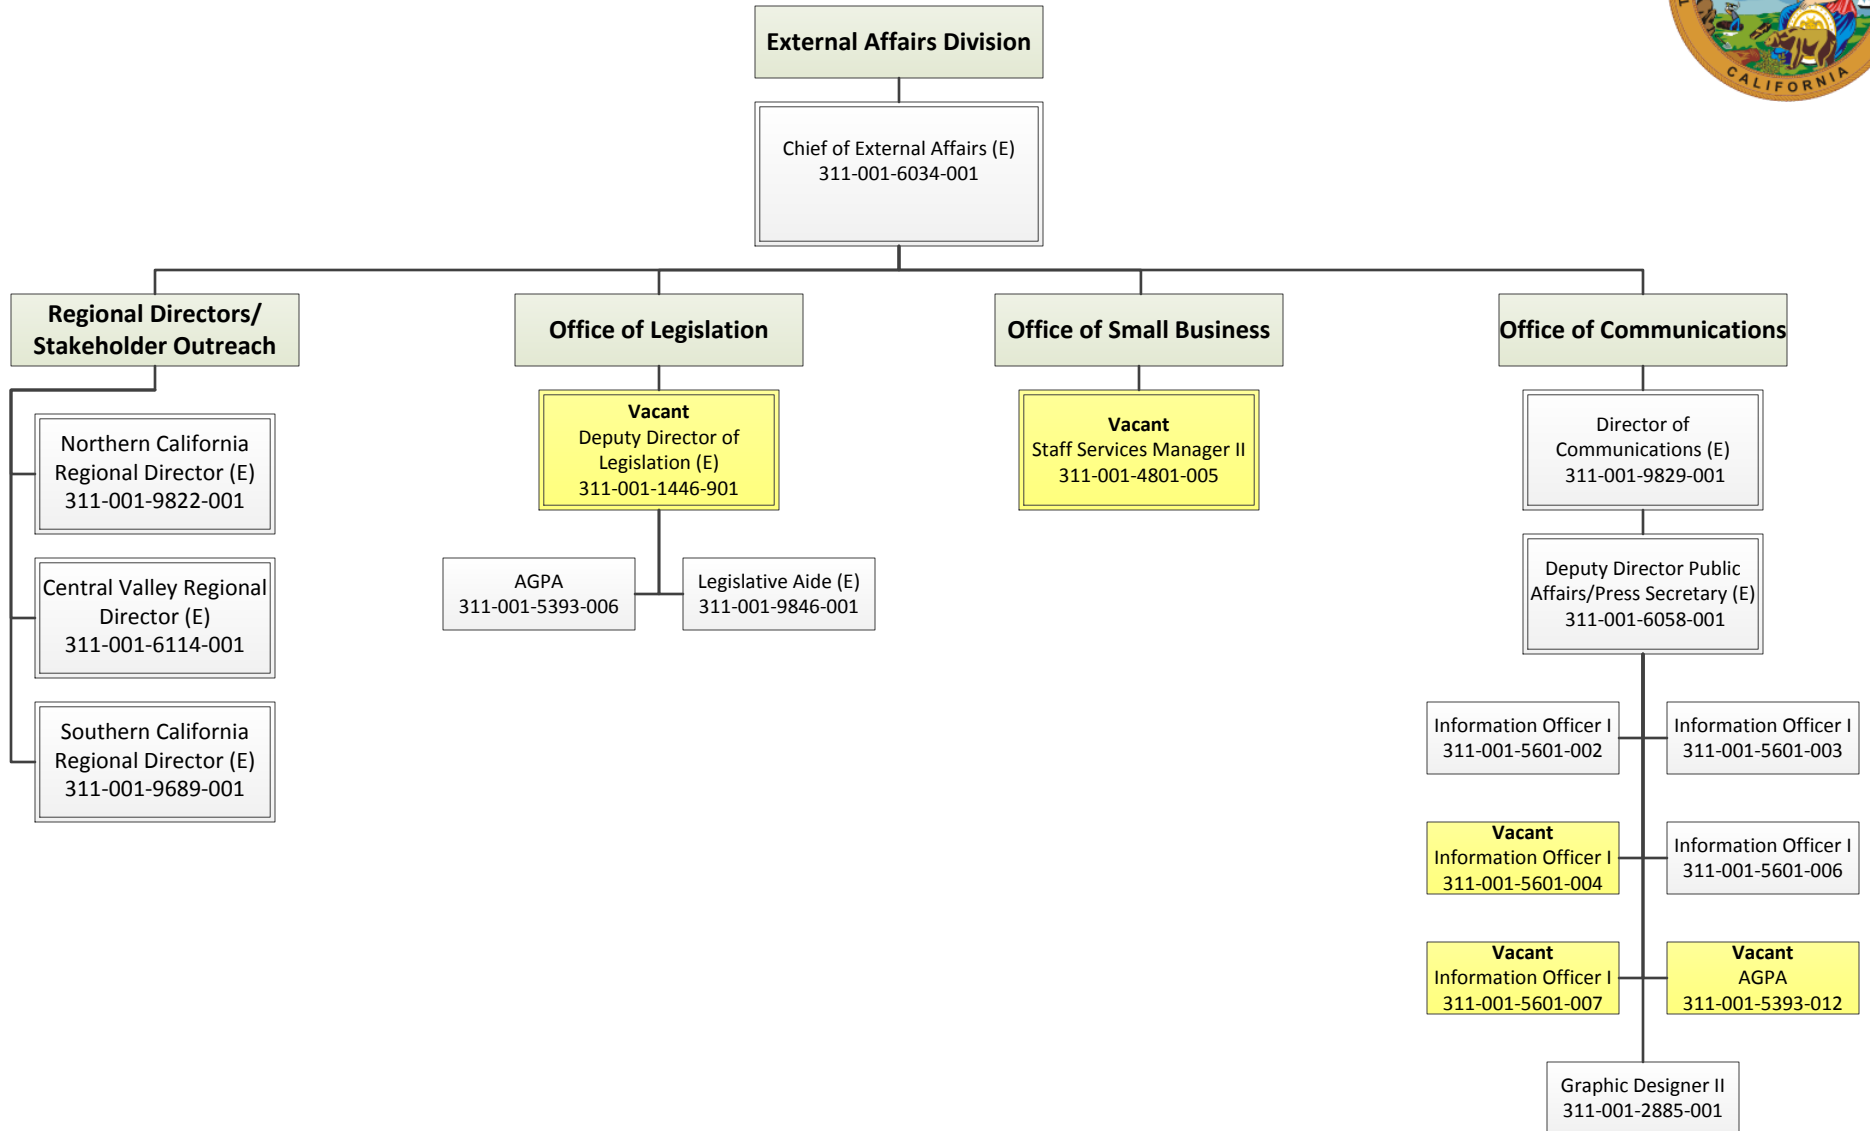 External Affairs Division
CALIFORNIA
Chief of External Affairs (E)
311-001-6034-001
Regional Directors/
Stakeholder Outreach
Office of Legislation
Office of Small Business
Office of Communications
Northern California
Regional Director (E)
311-001-9822-001
Central Valley Regional
Director (E)
311-001-6114-001
Southern California
Regional Director (E)
311-001-9689-001
Vacant
Deputy Director of
Legislation (E)
311-001-1446-901
AGPA
311-001-5393-006
Legislative Aide (E)
311-001-9846-001
Vacant
Staff Services Manager II
311-001-4801-005
Director of
Communications (E)
311-001-9829-001
Deputy Director Public
Affairs/Press Secretary (E)
311-001-6058-001
Information Officer I
311-001-5601-002
Information Officer I
311-001-5601-003
Vacant
Information Officer I
311-001-5601-004
Information Officer I
311-001-5601-006
Vacant
Information Officer I
311-001-5601-007
Vacant
AGPA
311-001-5393-012
Graphic Designer II
311-001-2885-001